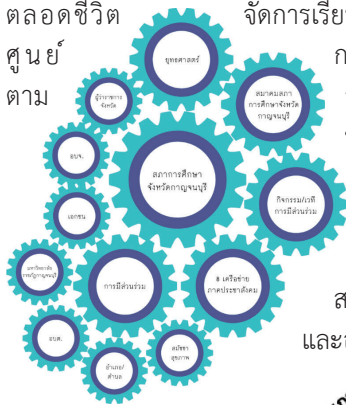 ตลอดชีวิต
จัดการเรีย
ศูนย์
ตาม
ยุทธศาสตร์
ผู้ว่าราชการ
จังหวัด
สมาคมสภา
การศึกษาจังหวัด
กาญจนบุรี
อบจ.
สภาการศึกษา
จังหวัดกาญจนบุรี
เอกชน
กิจกรรม/เวที
การมีส่วนร่วม
มหาวิทยาลัย
ราชภัฏกาญจนบุรี
การมีส่วนร่วม
8 เครือข่าย
ภาคประชาสังคม
อบต.
สมัชชา
สุขภาพ
อำเภอ/
ตำบล
และ